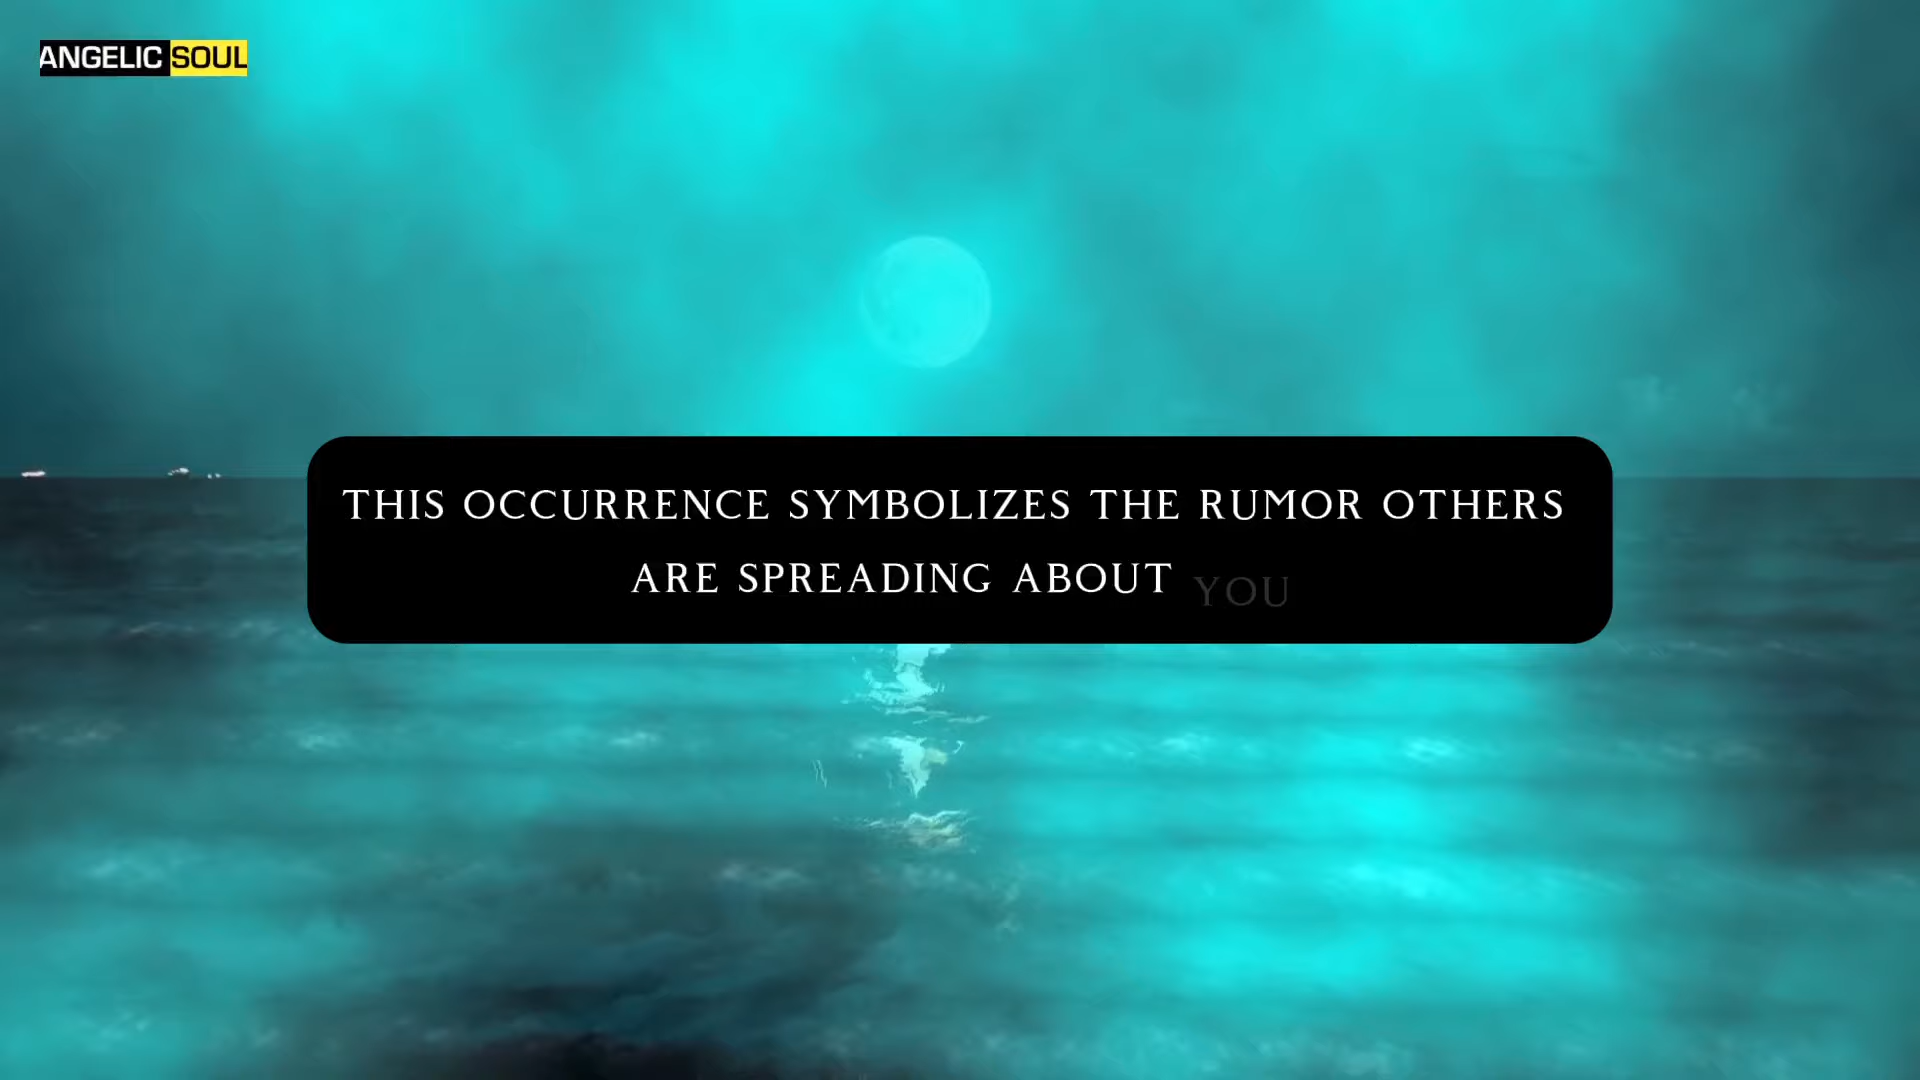 ANGELIC SOUL
THIS OCCURRENCE SYMBOLIZES THE RUMOR OTHERS
ARE SPREADING ABOUT YOU